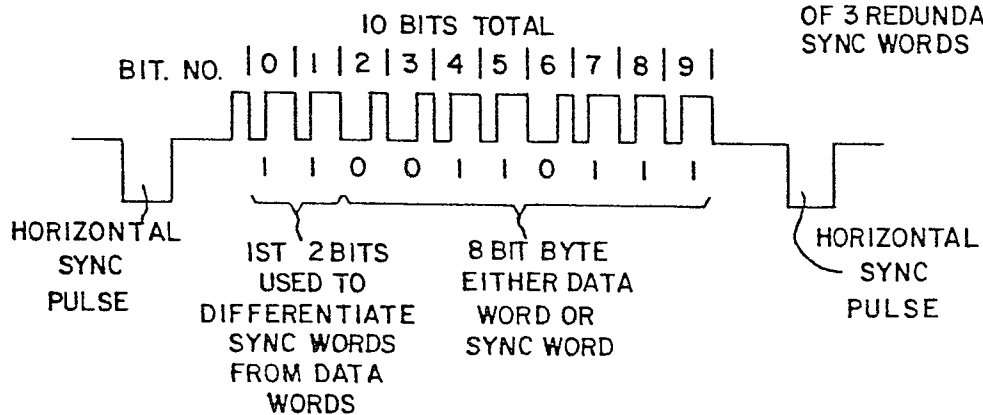 OF 3 REDUNDA
SYNC WORDS
10 BITS TOTAL
BIT. NO. |0|1|2|3|4|5|6|7|8|9|
1 1 0 0 1 1 0 1 1 1
HORIZONTAL
SYNC
PULSE
1ST 2 BITS
USED TO
DIFFERENTIATE
SYNC WORDS
FROM DATA
WORDS
8 BIT BYTE
EITHER DATA
WORD OR
SYNC WORD
HORIZONTAL
SYNC
PULSE